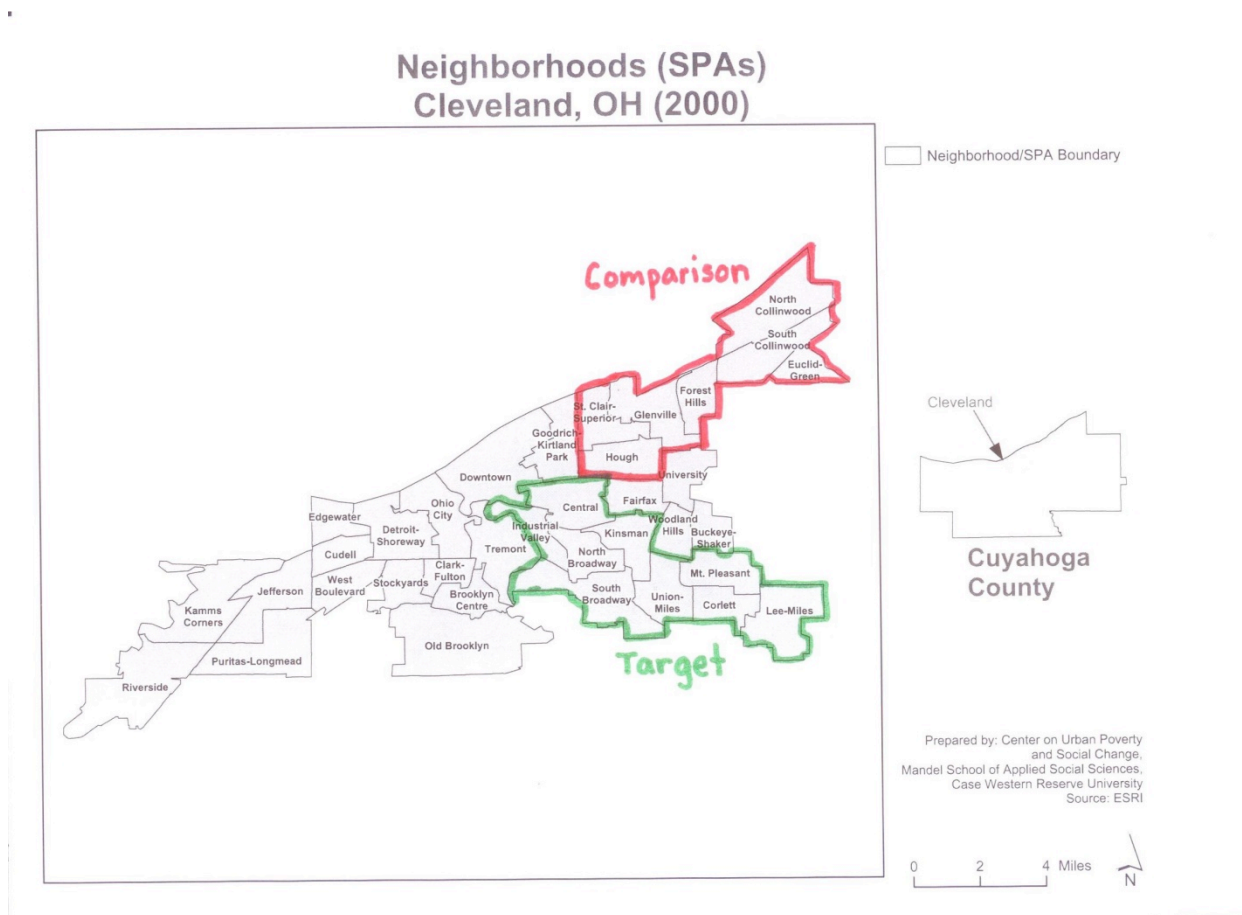 Neighborhoods (SPAs)
Cleveland, OH (2000)
Neighborhood/SPA Boundary
Comparison
North
Collinwood
South
Collinwood
Euclid-
Green
Forest
Hills
St. Clair-
Superior
Glenville
Goodrich-
Kirtland
Park
Hough
University
Downtown
Fairfax
Central
Ohio
City
Edgewater
Detroit-
Shoreway
Industrial
Valley
Kinsman
Woodland
Hills
Buckeye-
Shaker
Cudell
Tremont
North
Broadway
Clark-
Fulton
Mt. Pleasant
West
Boulevard
Stockyards
Jefferson
Brooklyn
Centre
South
Broadway
Union-
Miles
Corlett
Lee-Miles
Kamms
Corners
Old Brooklyn
Puritas-Longmead
Riverside
Target
Cleveland
Cuyahoga
County
Prepared by: Center on Urban Poverty
and Social Change,
Mandel School of Applied Social Sciences,
Case Western Reserve University
Source: ESRI
0 2 4 Miles
N